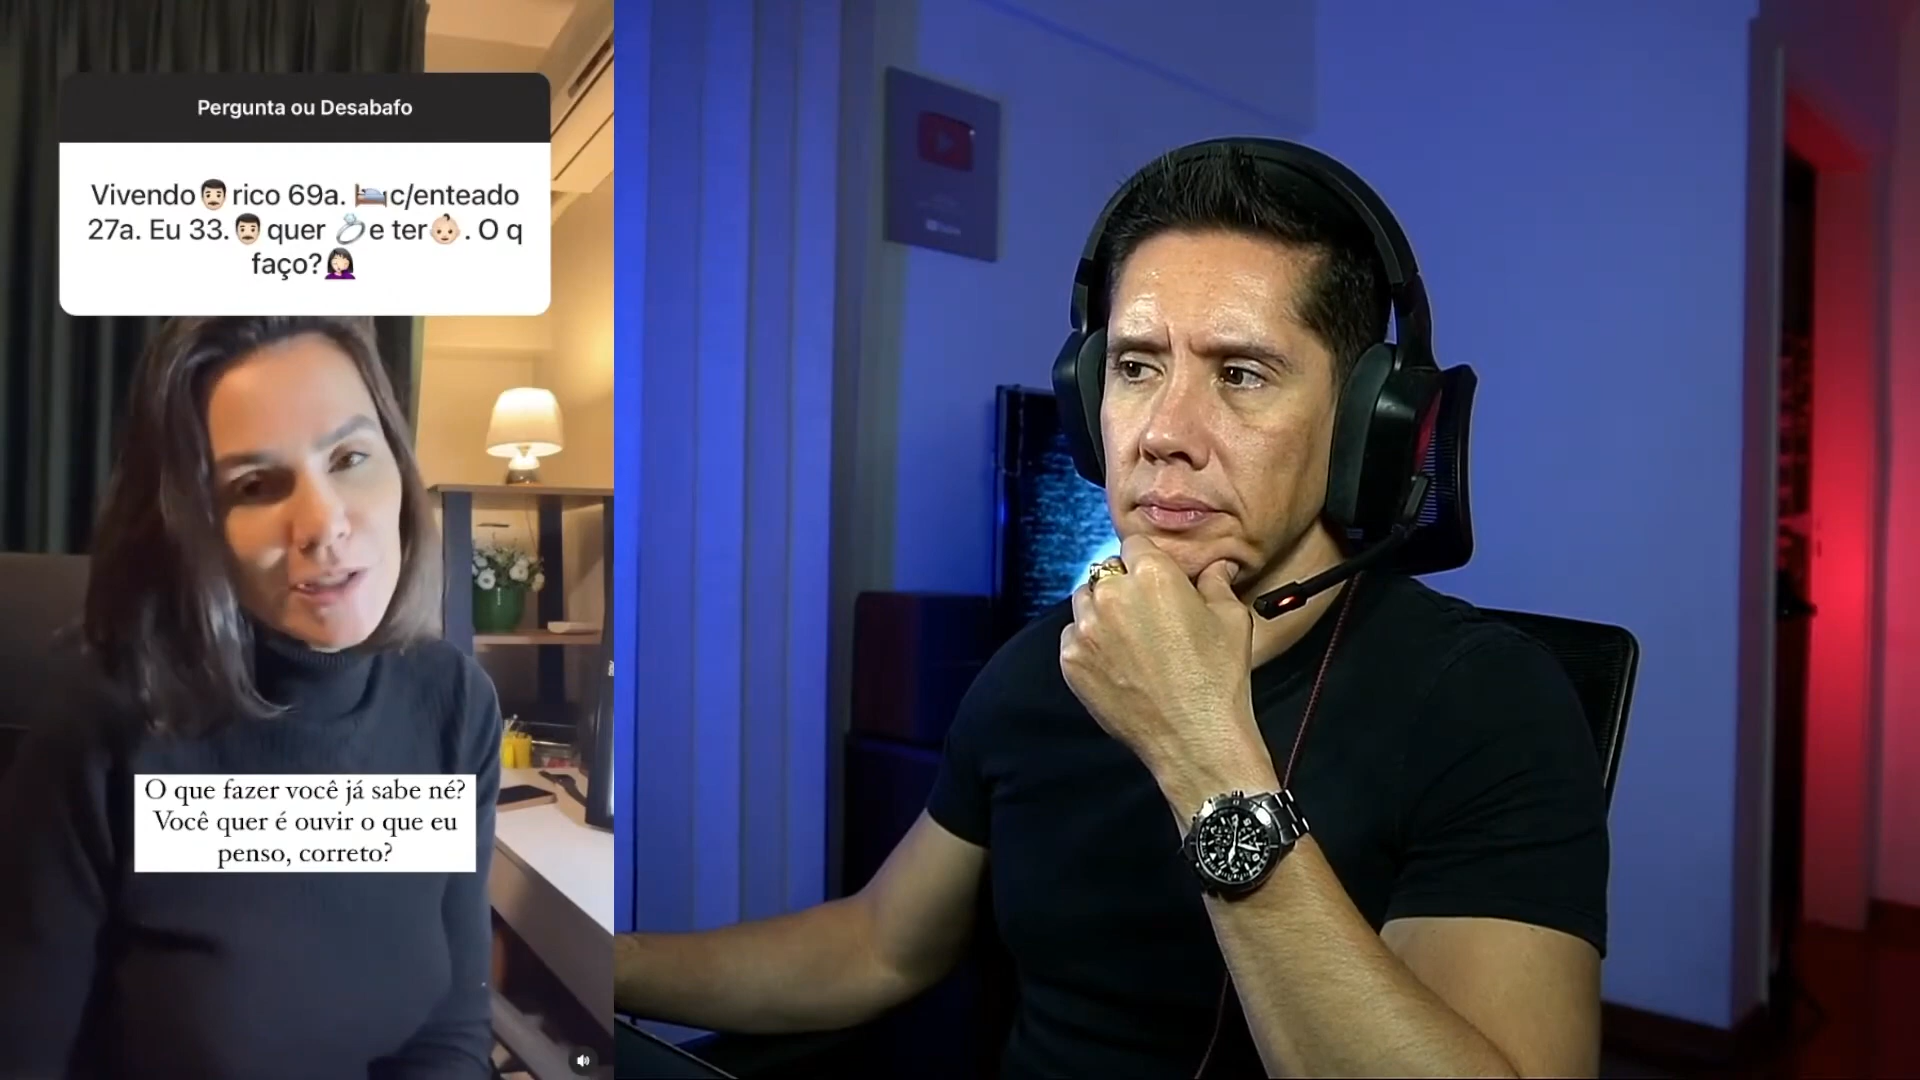 Pergunta ou Desabafo
Vivendo👨🏻rico 69a. 🛌🏻c/enteado
27a. Eu 33.👨🏻quer 💍e ter👶🏻. O q
faço?🤦🏻‍♀️
O que fazer você já sabe né?
Você quer é ouvir o que eu
penso, correto?